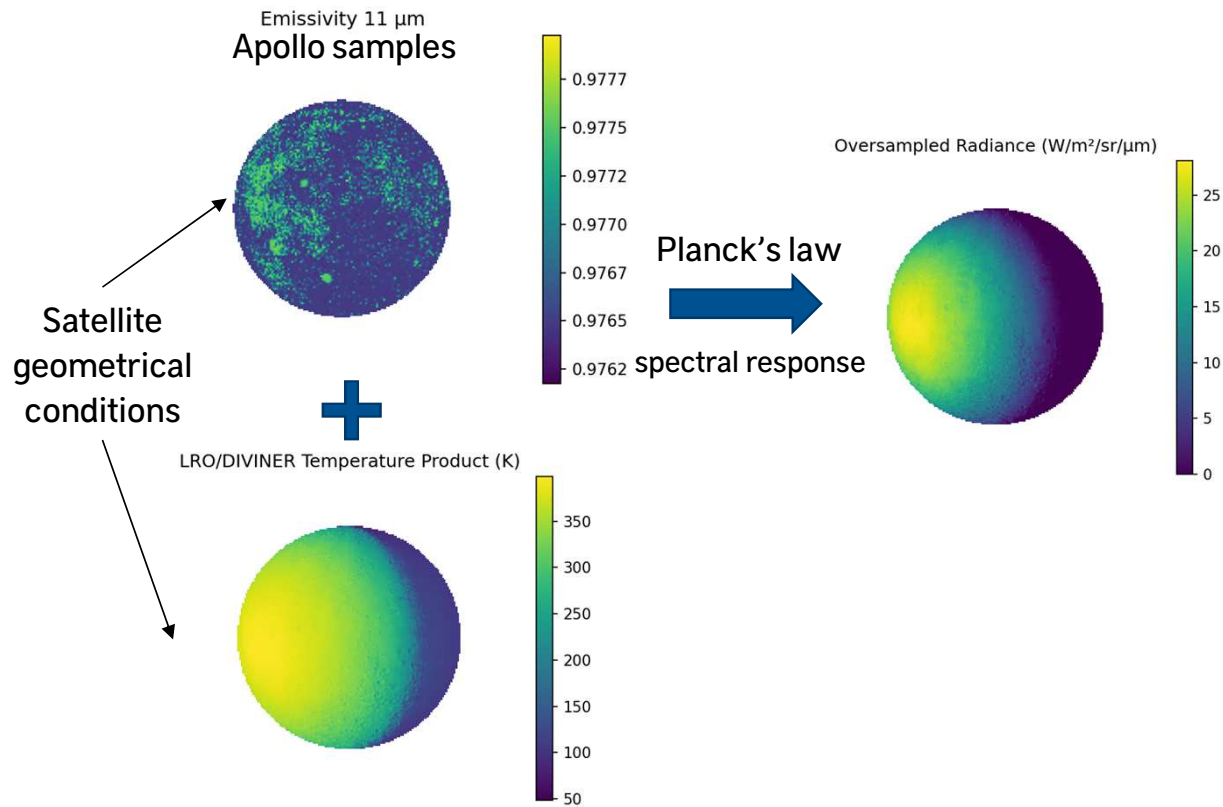 Emissivity 11 µm
Apollo samples
0.9777
0.9775
0.9772
0.9770
0.9767
0.9765
0.9762
Satellite
geometrical
conditions
Planck's law
spectral response
Oversampled Radiance (W/m²/sr/µm)
25
20
15
10
5
0
LRO/DIVINER Temperature Product (K)
350
300
250
200
150
100
50